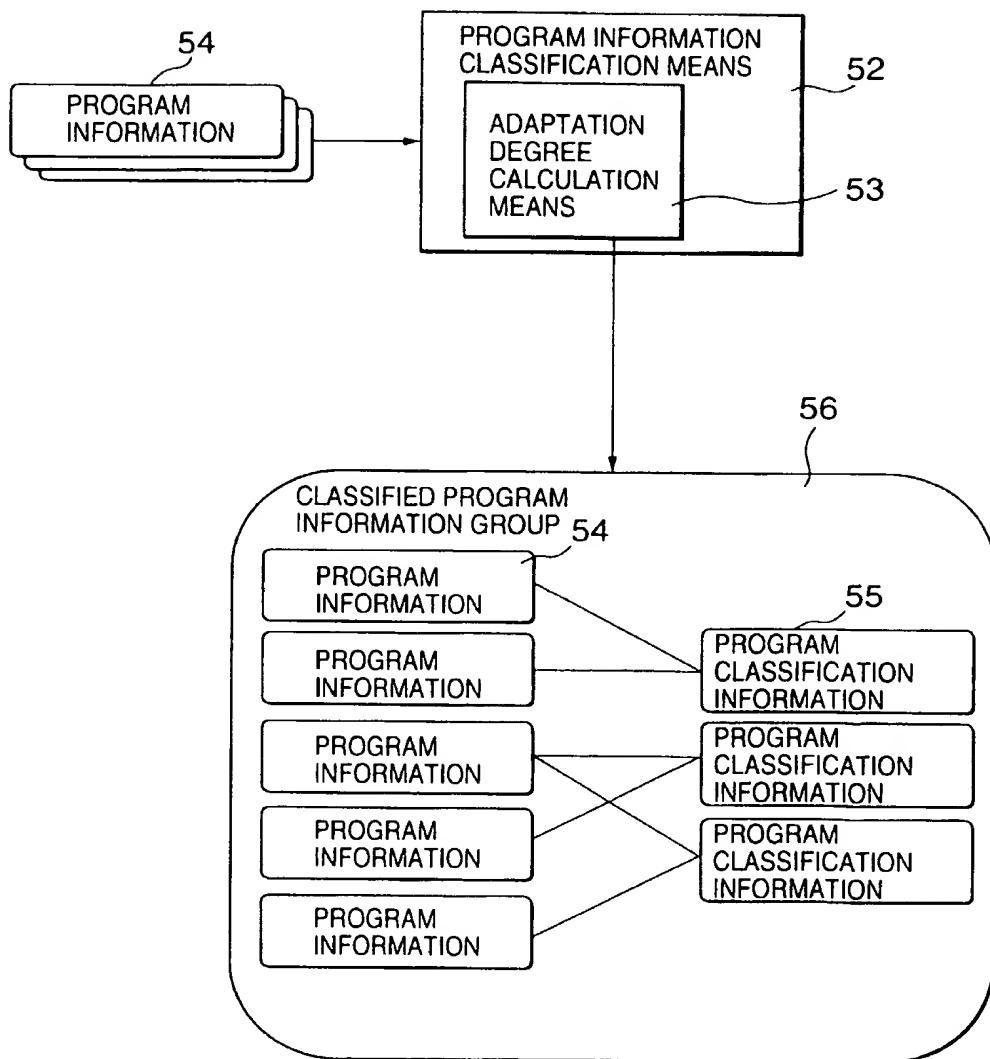 54
PROGRAM
INFORMATION
PROGRAM INFORMATION
CLASSIFICATION MEANS
52
ADAPTATION
DEGREE
CALCULATION
MEANS
53
56
CLASSIFIED PROGRAM
INFORMATION GROUP
54
PROGRAM
INFORMATION
PROGRAM
INFORMATION
PROGRAM
INFORMATION
PROGRAM
INFORMATION
PROGRAM
INFORMATION
55
PROGRAM
CLASSIFICATION
INFORMATION
PROGRAM
CLASSIFICATION
INFORMATION
PROGRAM
CLASSIFICATION
INFORMATION